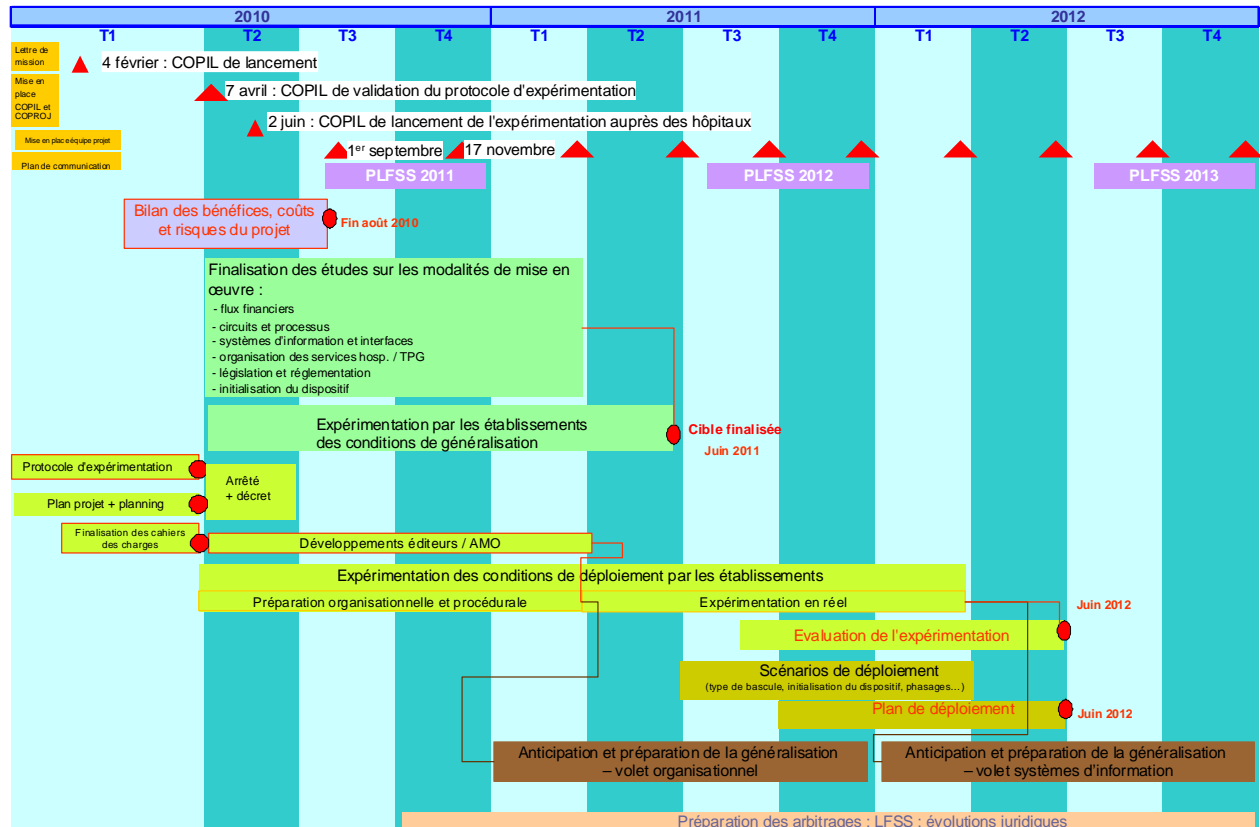 2010 2011 2012
T1 T2 T3 T4 T1 T2 T3 T4 T1 T2 T3 T4
Lettre de
mission
4 février : COPIL de lancement
Mise en
place
COPIL et
COPROJ
7 avril : COPIL de validation du protocole d'expérimentation
2 juin : COPIL de lancement de l'expérimentation auprès des hôpitaux
Mise en place équipe projet
1er septembre
17 novembre
Plan de communication
PLFSS 2011
PLFSS 2012
PLFSS 2013
Bilan des bénéfices, coûts
et risques du projet
Fin août 2010
Finalisation des études sur les modalités de mise en
œuvre :
- flux financiers
- circuits et processus
- systèmes d'information et interfaces
- organisation des services hosp. / TPG
- législation et réglementation
- initialisation du dispositif
Expérimentation par les établissements
des conditions de généralisation
Cible finalisée
Juin 2011
Protocole d'expérimentation
Arrêté
+ décret
Plan projet + planning
Finalisation des cahiers
des charges
Développements éditeurs / AMO
Expérimentation des conditions de déploiement par les établissements
Préparation organisationnelle et procédurale
Expérimentation en réel
Juin 2012
Evaluation de l'expérimentation
Scénarios de déploiement
(type de bascule, initialisation du dispositif, phasages...)
Plan de déploiement
Juin 2012
Anticipation et préparation de la généralisation
– volet organisationnel
Anticipation et préparation de la généralisation
– volet systèmes d'information
Préparation des arbitrages : LFSS : évolutions juridiques